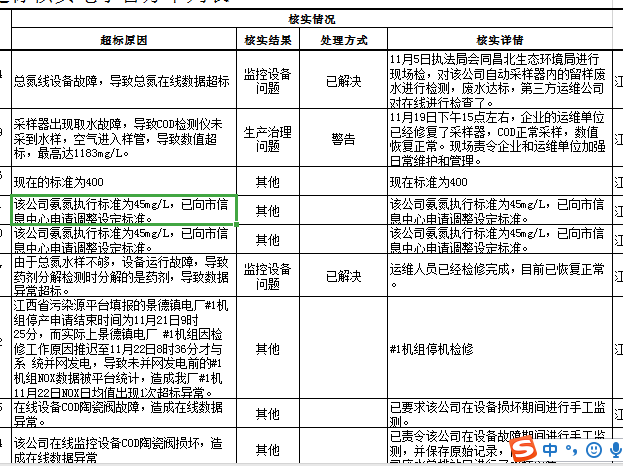 核实情况
超标原因 核实结果 处理方式 核实详情
总氮线设备故障，导致总氮在线数据超标
监控设备
问题
已解决
11月5日执法局会同昌北生态环境局进行
现场检，对该公司自动采样器内的留样废
水进行检测，废水达标，第三方运维公司
对在线进行检查了。
采样器出现取水故障，导致COD检测仪未
采到水样，空气进入样管，导致数值超
标，最高达1183mg/L。
生产治理
问题
警告
11月19日下午15点左右，企业的运维单位
已经修复了采样器，COD正常采样，数值
恢复正常。现场责令企业和运维单位加强
日常维护和管理。
现在的标准为400
其他
现在标准为400
该公司氨氮执行标准为45mg/L，已向市信
息中心申请调整设定标准。
其他
该公司氨氮执行标准为45mg/L，已向市信
息中心申请调整设定标准。
该公司氨氮执行标准为45mg/L，已向市信
息中心申请调整设定标准。
其他
该公司氨氮执行标准为45mg/L，已向市信
息中心申请调整设定标准。
由于总氮水样不够，设备运行故障，导致
药剂分解检测时分解的是药剂，导致数据
异常超标。
监控设备
问题
已解决
运维人员已经检修完成，目前已恢复正常
。
江西省污染源平台填报的景德镇电厂#1机
组停产申请结束时间为11月21日9时
25分，而实际上景德镇电厂 #1机组因检
修工作原因推迟至11月22日8时36分才与
系 统并网发电，导致未并网发电前的#1
机组NOX数据被平台统计，造成我厂#1机
11月22日NOX日均值出现1次超标异常。
其他
#1机组停机检修
在线设备COD陶瓷阀故障，造成在线数据
异常。
其他
已要求该公司在设备损坏期间进行手工监
测。
该公司在线监控设备COD陶瓷阀损坏，造
成在线数据异常
其他
已责令该公司在设备故障期间进行手工监
测，并保存原始记录，
中